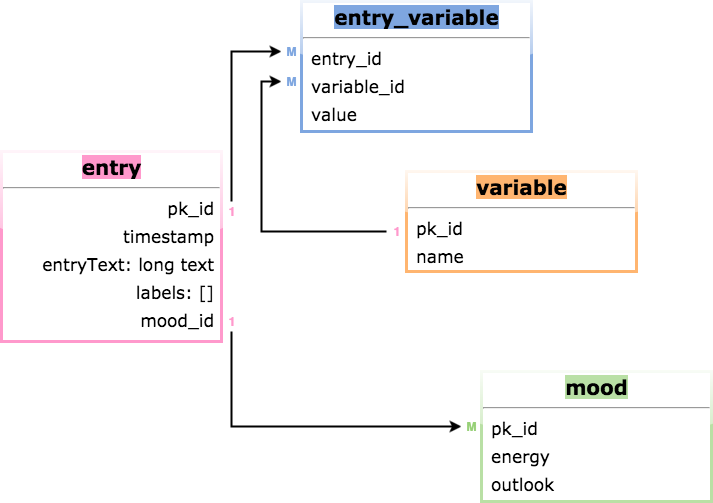 entry_variable
M
entry_id
M
variable_id
value
entry
pk_id
1
timestamp
entryText: long text
labels: []
mood_id
1
variable
1
pk_id
name
mood
M
pk_id
energy
outlook